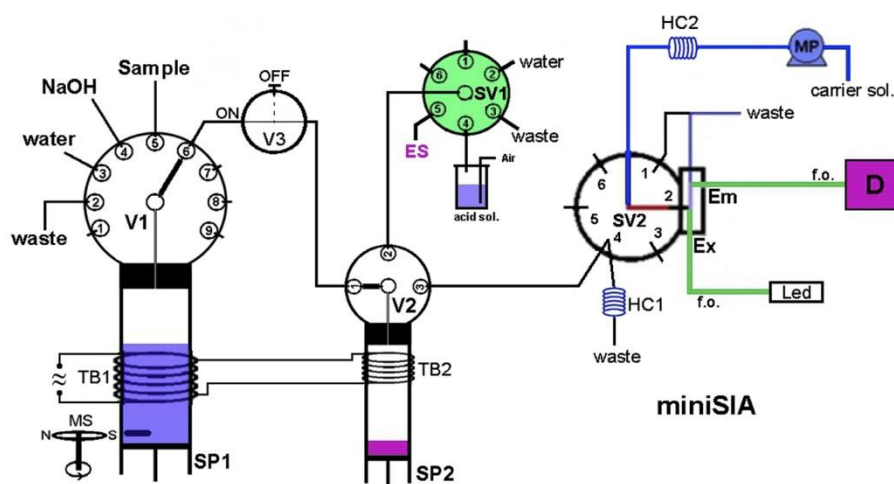 HC2
MP
carrier sol.
OFF
Sample
NaOH
ON
V3
water
waste
1
2
3
4
5
6
7
8
9
V1
1
2
3
4
5
6
SV1
water
waste
ES
Air
acid sol.
waste
1
2
3
4
5
6
SV2
Em
Ex
f.o.
D
f.o.
Led
HC1
waste
1
2
3
V2
TB1
TB2
MS
N
S
SP1
SP2
miniSIA